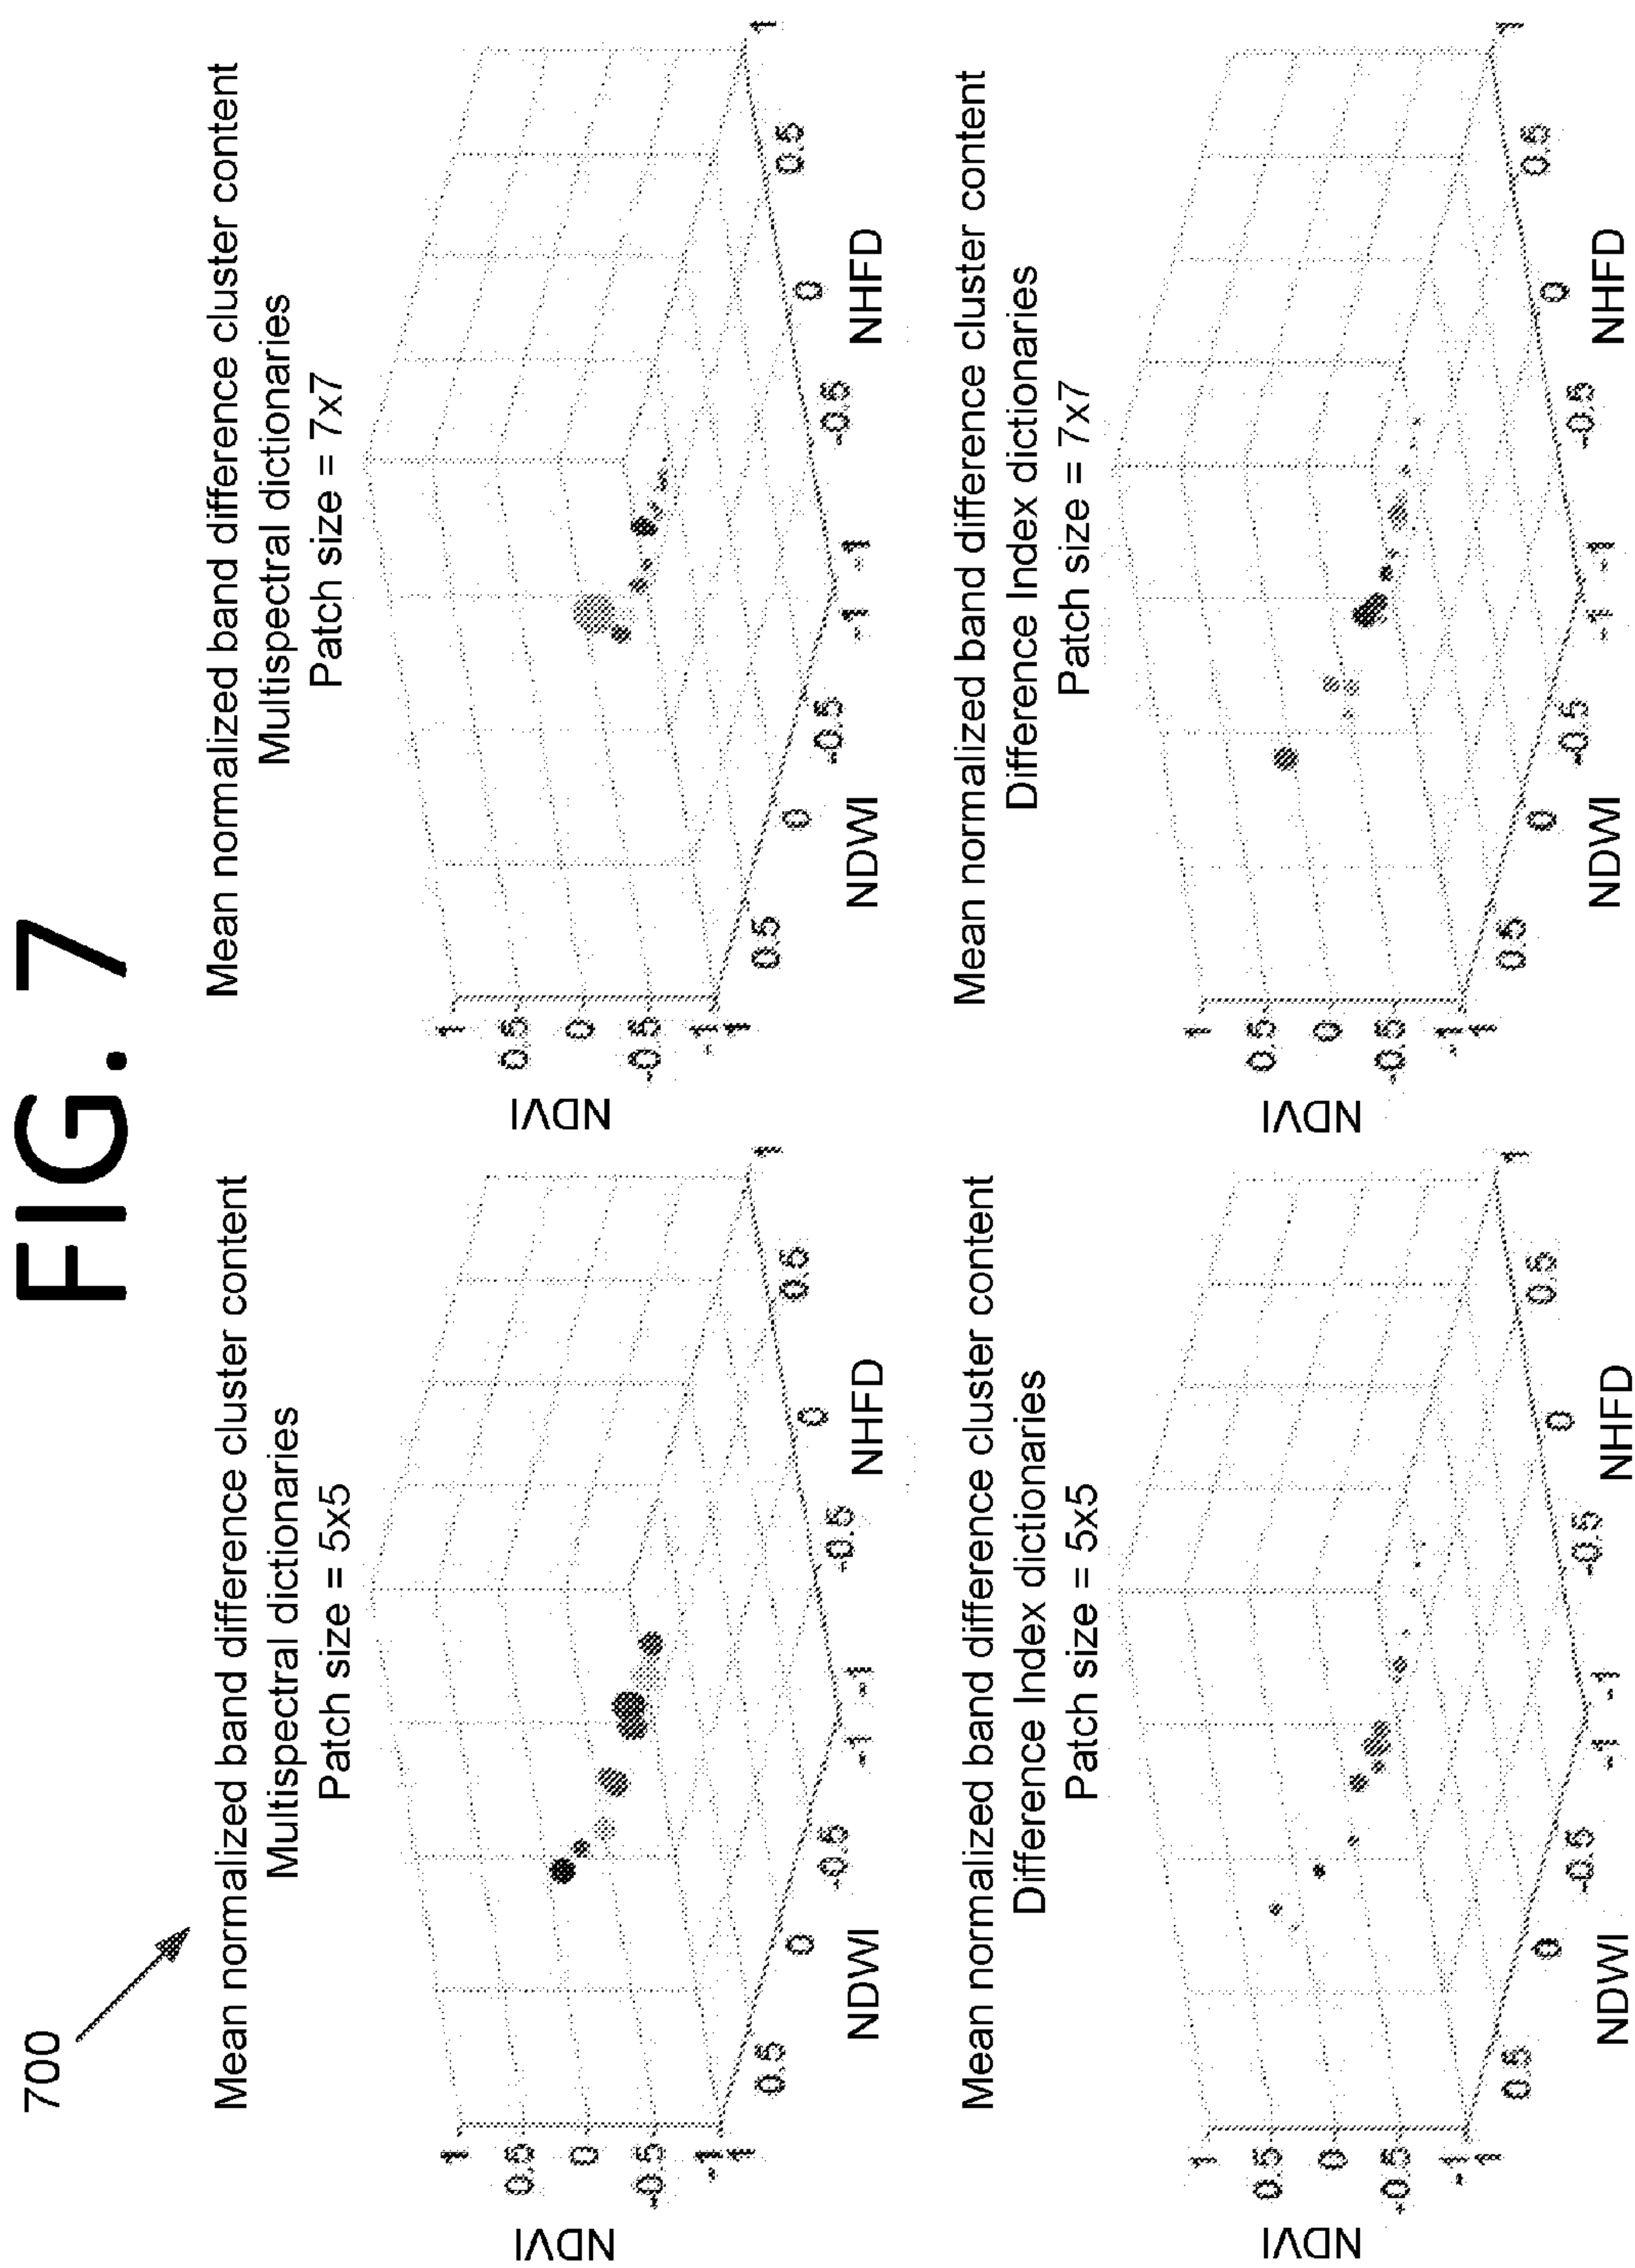 FIG. 7
700
Mean normalized band difference cluster content
Multispectral dictionaries
Patch size = 5x5
NDVI
1
0.5
0
-0.5
-1
1
0.5
0
-0.5
-1
NDWI
-1
-0.5
0
0.5
1
NHFD
Mean normalized band difference cluster content
Multispectral dictionaries
Patch size = 7x7
NDVI
1
0.5
0
-0.5
-1
1
0.5
0
-0.5
-1
NDWI
-1
-0.5
0
0.5
1
NHFD
Mean normalized band difference cluster content
Difference Index dictionaries
Patch size = 5x5
NDVI
1
0.5
0
-0.5
-1
1
0.5
0
-0.5
-1
NDWI
-1
-0.5
0
0.5
1
NHFD
Mean normalized band difference cluster content
Difference Index dictionaries
Patch size = 7x7
NDVI
1
0.5
0
-0.5
-1
1
0.5
0
-0.5
-1
NDWI
-1
-0.5
0
0.5
1
NHFD